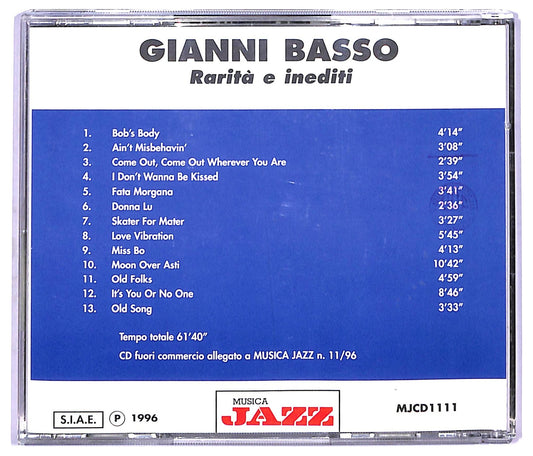 GIANNI BASSO
Rarità e inediti
1. Bob's Body 4'14"
2. Ain't Misbehavin' 3'08"
3. Come Out, Come Out Wherever You Are 2'39"
4. I Don't Wanna Be Kissed 3'54"
5. Fata Morgana 3'41"
6. Donna Lu 2'36"
7. Skater For Mater 3'27"
8. Love Vibration 5'45"
9. Miss Bo 4'13"
10. Moon Over Asti 10'42"
11. Old Folks 4'59"
12. It's You Or No One 8'46"
13. Old Song 3'33"
Tempo totale 61'40"
CD fuori commercio allegato a MUSICA JAZZ n. 11/96
S.I.A.E. Ⓟ 1996
MUSICA
JAZZ
MJCD1111